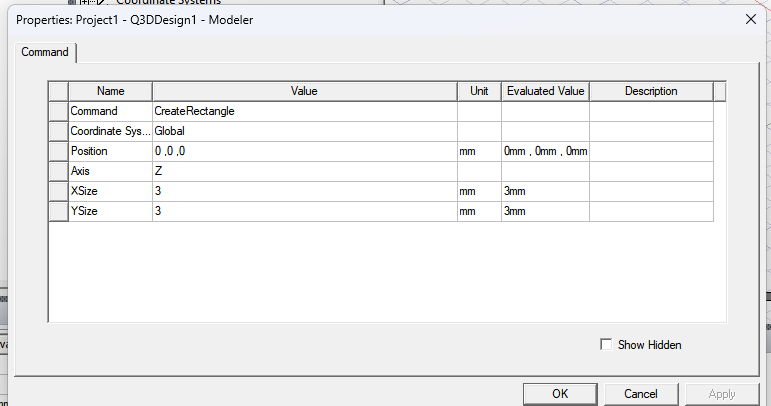 Coordinate Systems
Properties: Project1 - Q3DDesign1 - Modeler
Command
Name Value Unit Evaluated Value Description
Command CreateRectangle
Coordinate Sys... Global
Position 0 ,0 ,0 mm 0mm , 0mm , 0mm
Axis Z
XSize 3 mm 3mm
YSize 3 mm 3mm
Show Hidden
OK Cancel Apply